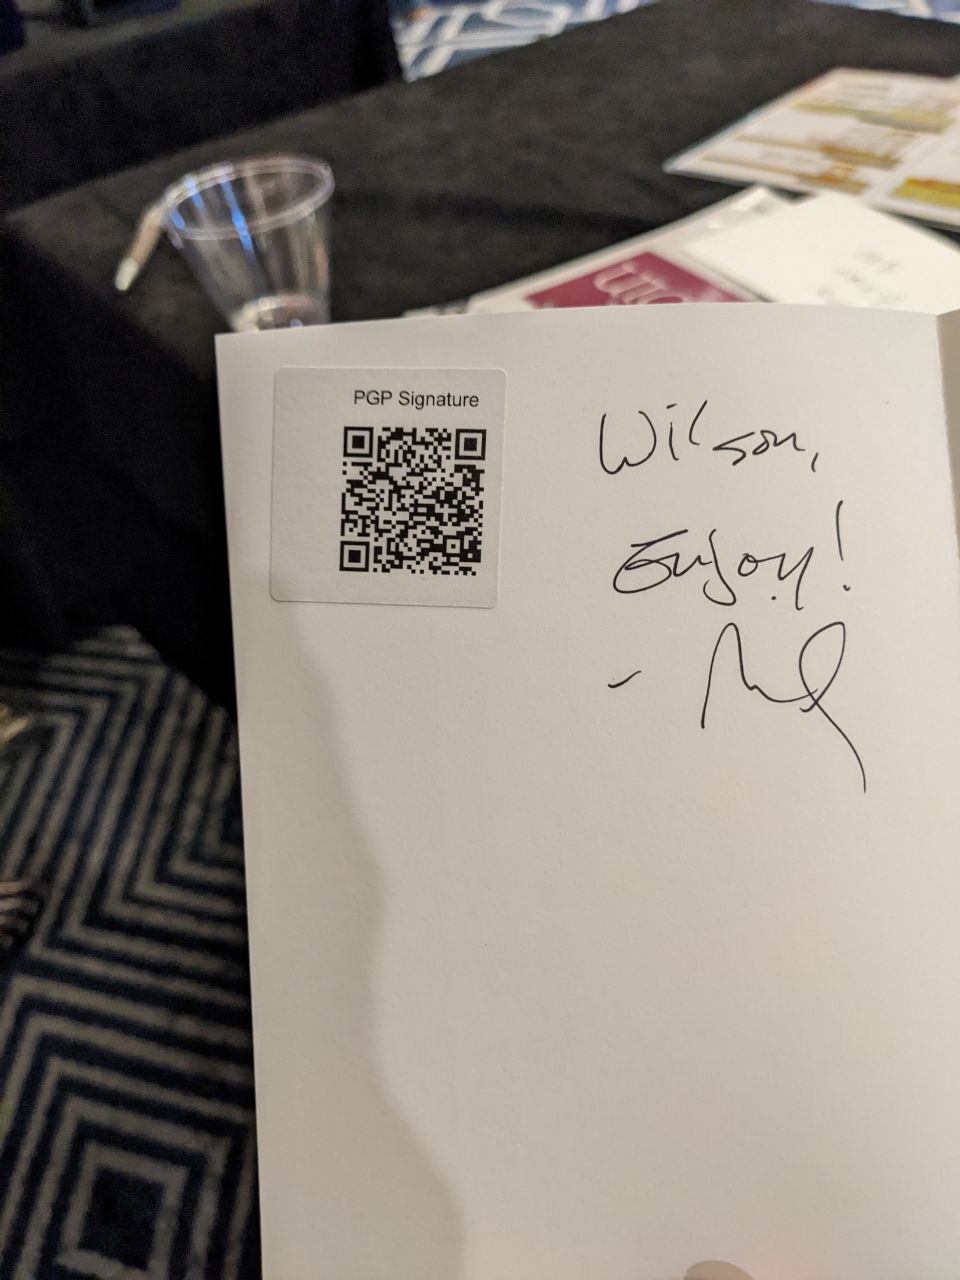 PGP Signature
Wilson,
Enjoy!